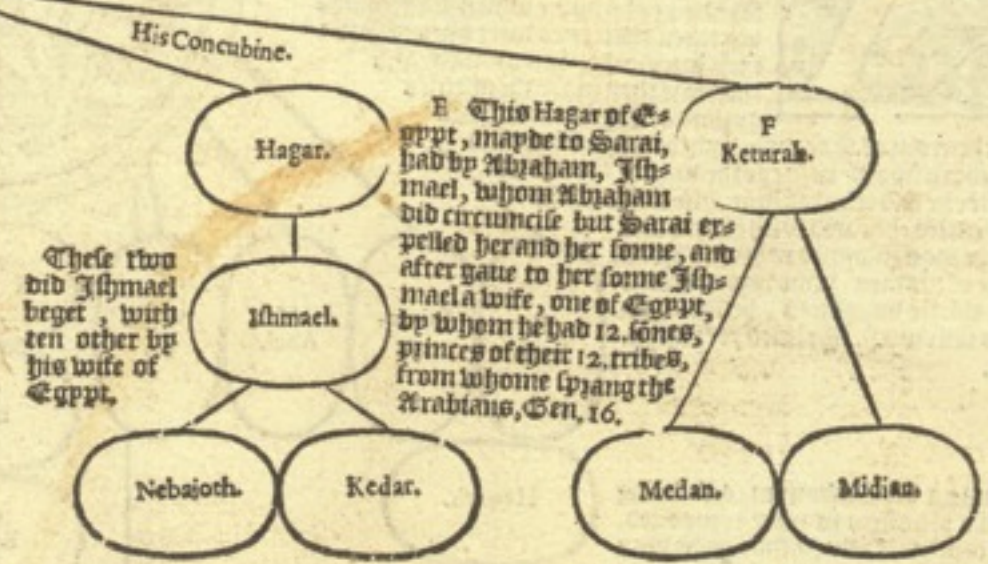 His Concubine.
Hagar.
E This Hagar of E=
gypt, mayde to Sarai,
had by Abraham, Ish=
mael, whom Abraham
did circumcise but Sarai ex=
pelled her and her sonne, and
after gaue to her sonne Ish=
mael a wife, one of Egypt,
by whom he had 12. sōnes,
princes of their 12. tribes,
from whome sprang the
Arabians, Gen. 16.
F
Keturah.
These two
did Ishmael
beget, with
ten other by
his wife of
Egypt.
Ishmael.
Nebaioth.
Kedar.
Medan.
Midian.